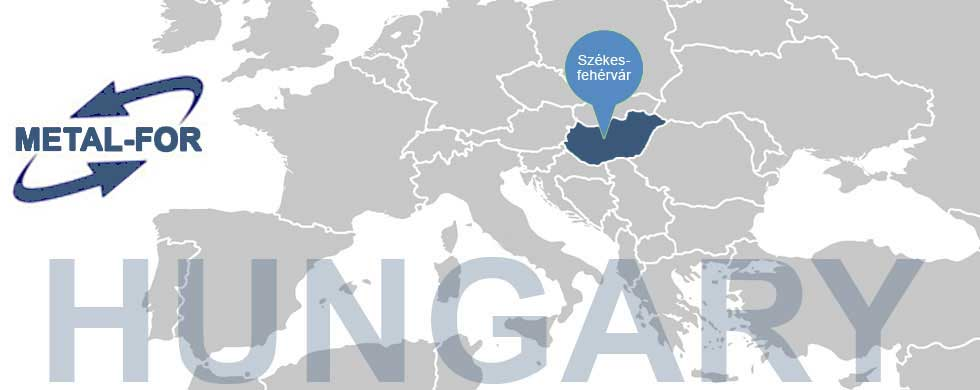 Székes-
fehérvár
METAL-FOR
HUNGARY